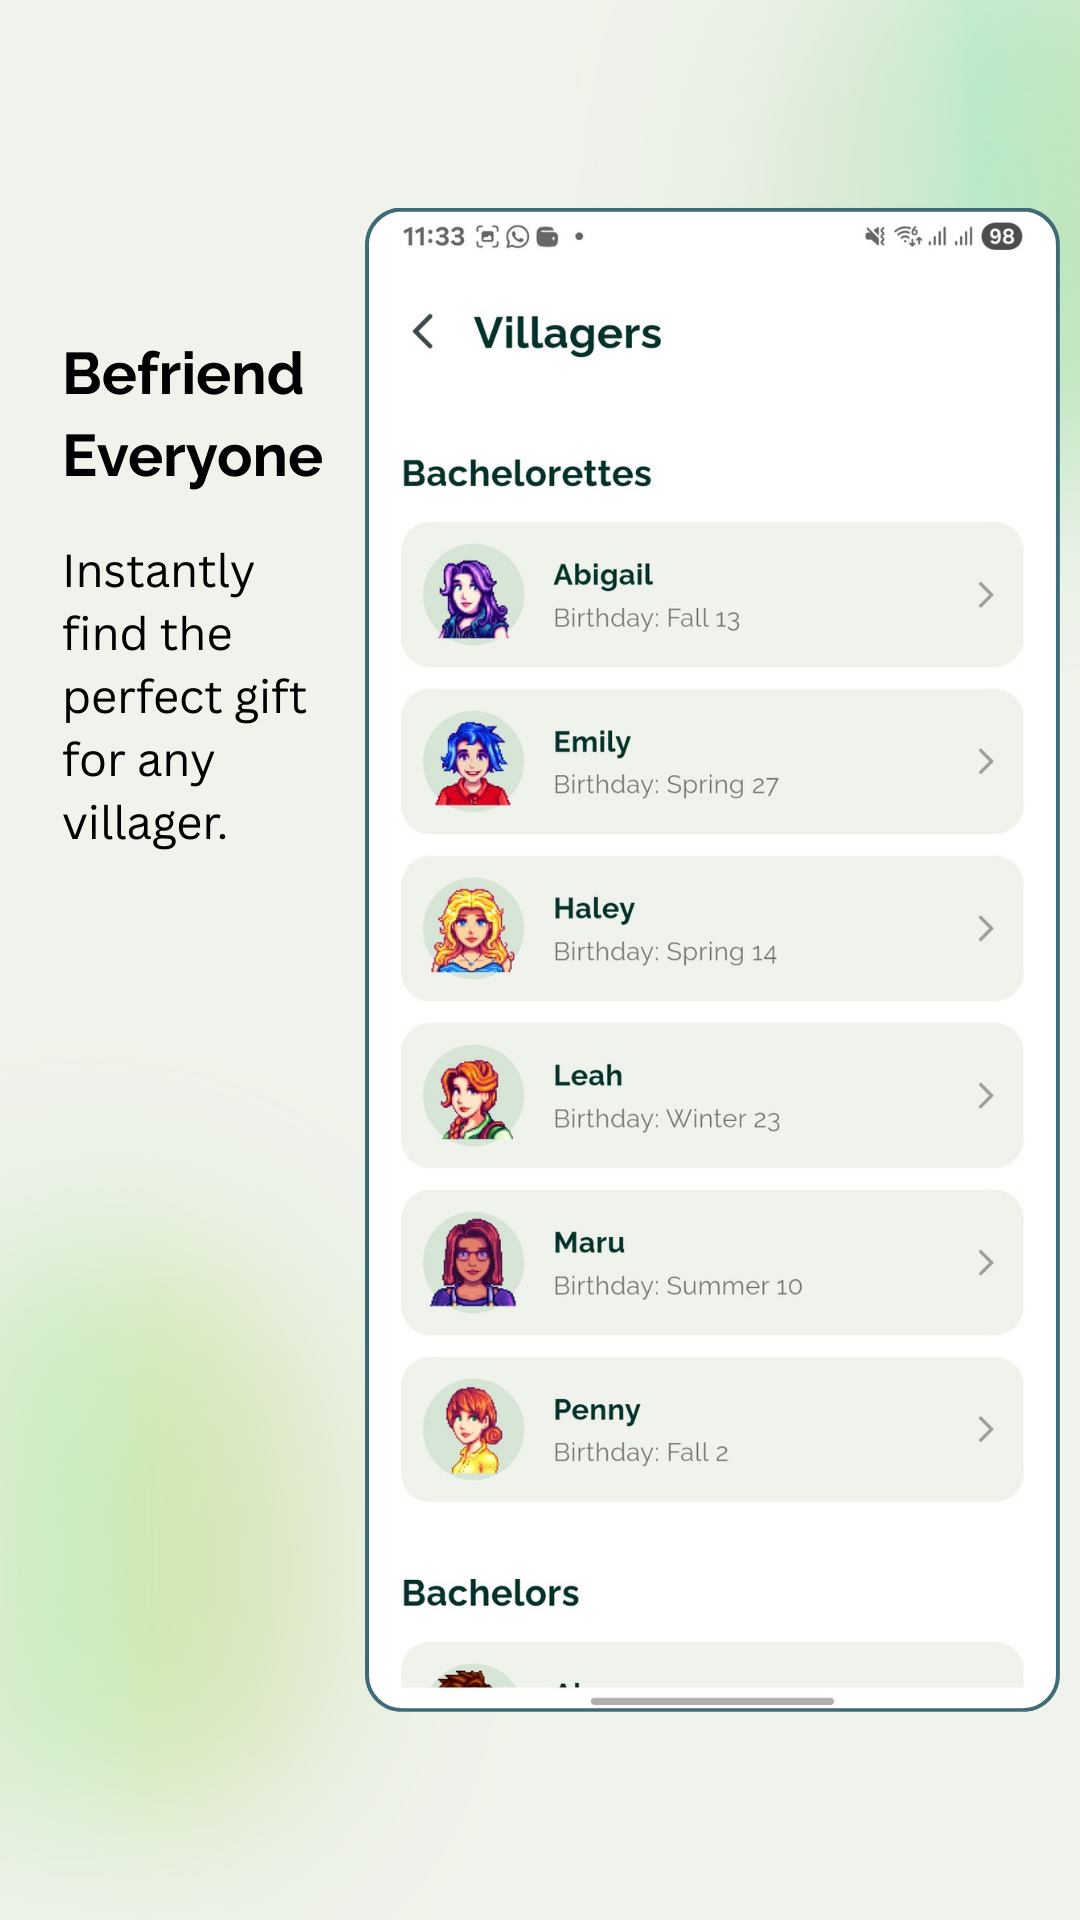 Befriend
Everyone
Instantly
find the
perfect gift
for any
villager.
11:33
98
Villagers
Bachelorettes
Abigail
Birthday: Fall 13
Emily
Birthday: Spring 27
Haley
Birthday: Spring 14
Leah
Birthday: Winter 23
Maru
Birthday: Summer 10
Penny
Birthday: Fall 2
Bachelors